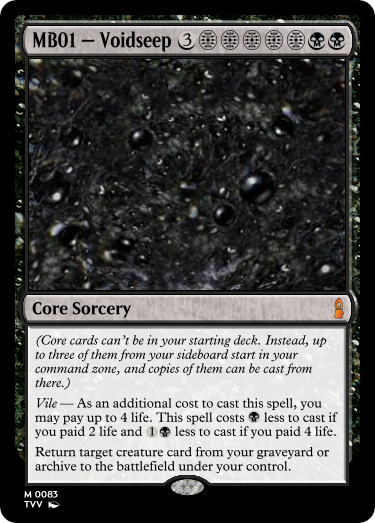 MB01 — Voidseep 3
Core Sorcery
(Core cards can't be in your starting deck. Instead, up
to three of them from your sideboard start in your
command zone, and copies of them can be cast from
there.)
Vile — As an additional cost to cast this spell, you
may pay up to 4 life. This spell costs less to cast if
you paid 2 life and 1 less to cast if you paid 4 life.
Return target creature card from your graveyard or
archive to the battlefield under your control.
M 0083
TVV